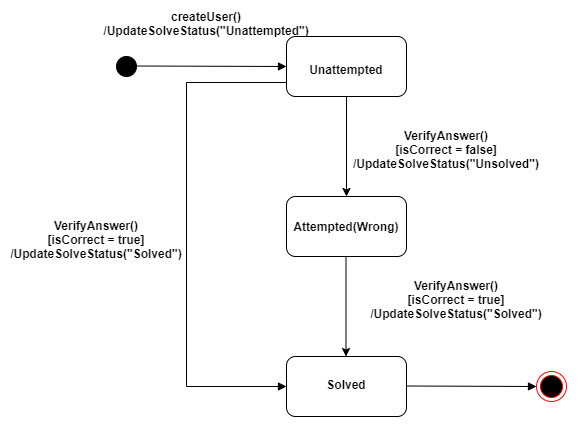 createUser()
/UpdateSolveStatus("Unattempted")
Unattempted
VerifyAnswer()
[isCorrect = false]
/UpdateSolveStatus("Unsolved")
Attempted(Wrong)
VerifyAnswer()
[isCorrect = true]
/UpdateSolveStatus("Solved")
VerifyAnswer()
[isCorrect = true]
/UpdateSolveStatus("Solved")
Solved